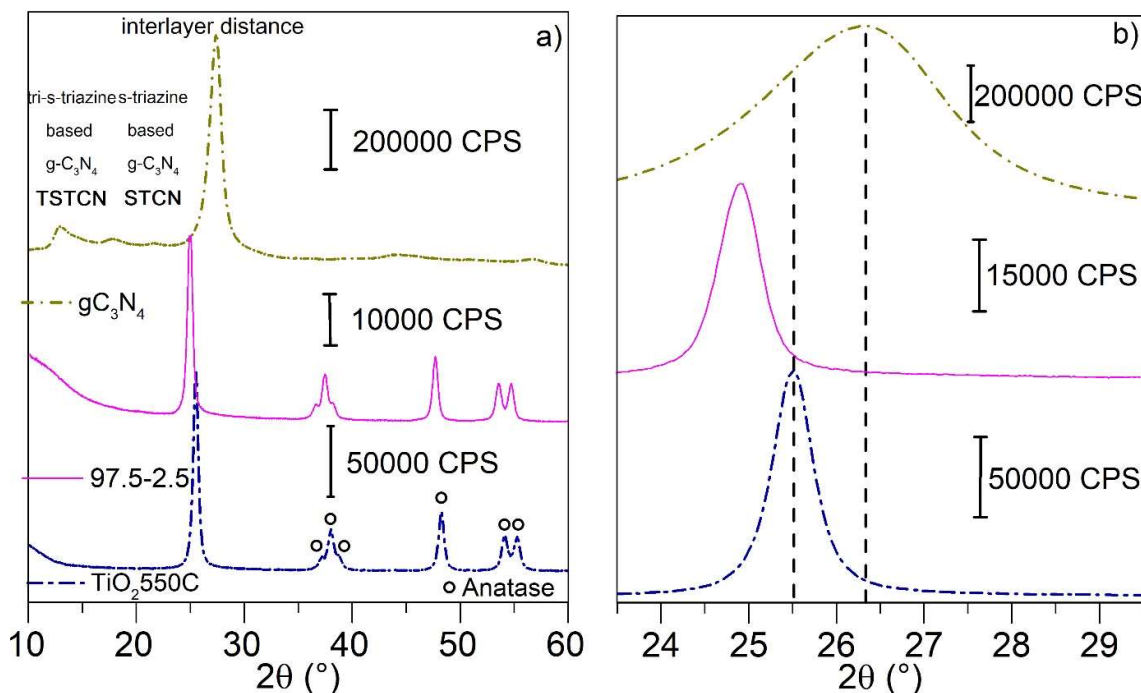 interlayer distance
a)
tri-s-triazine s-triazine
based based
g-C₃N₄ g-C₃N₄
TSTCN STCN
200000 CPS
gC₃N₄
10000 CPS
97.5-2.5
50000 CPS
TiO₂550C
Anatase
10 20 30 40 50 60
2θ (°)
b)
200000 CPS
15000 CPS
50000 CPS
24 25 26 27 28 29
2θ (°)